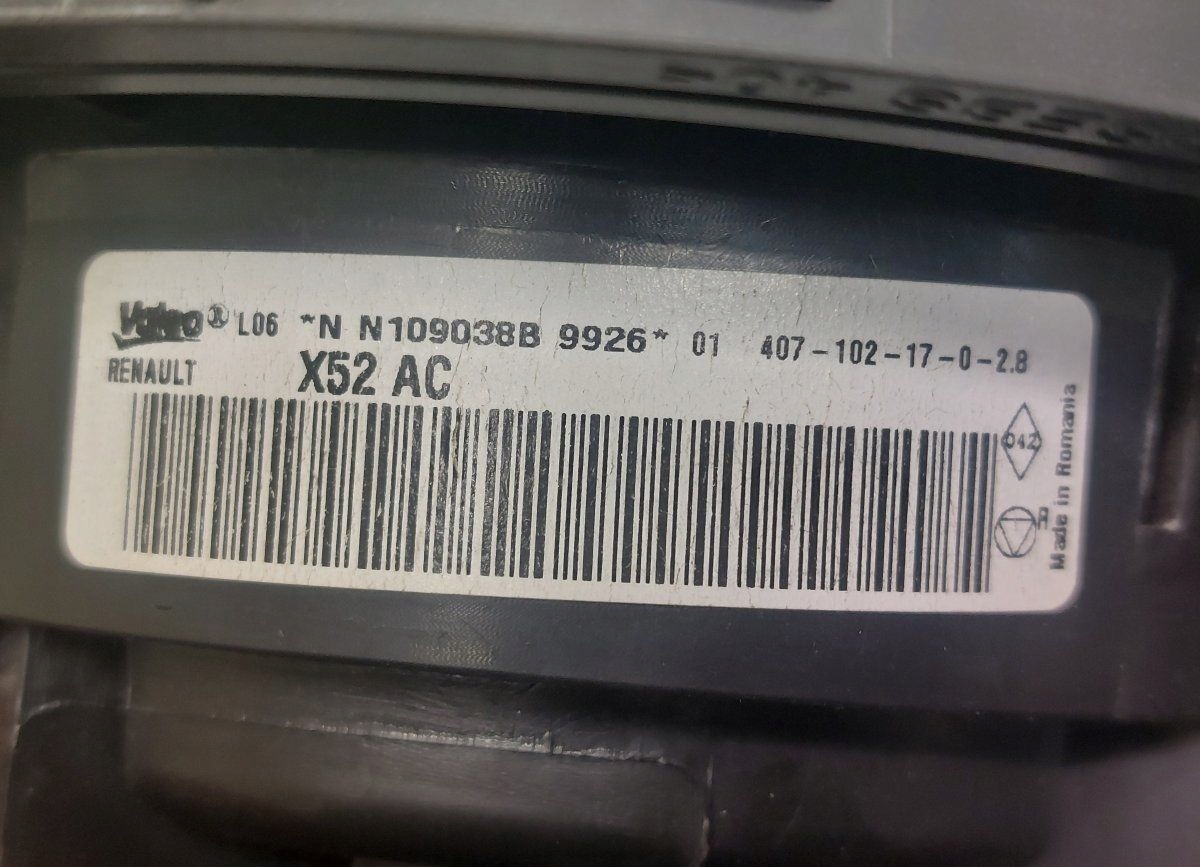 Valeo® L06 *N N109038B 9926* 01 407-102-17-0-2.8
RENAULT X52 AC
042
R
Made in Romania